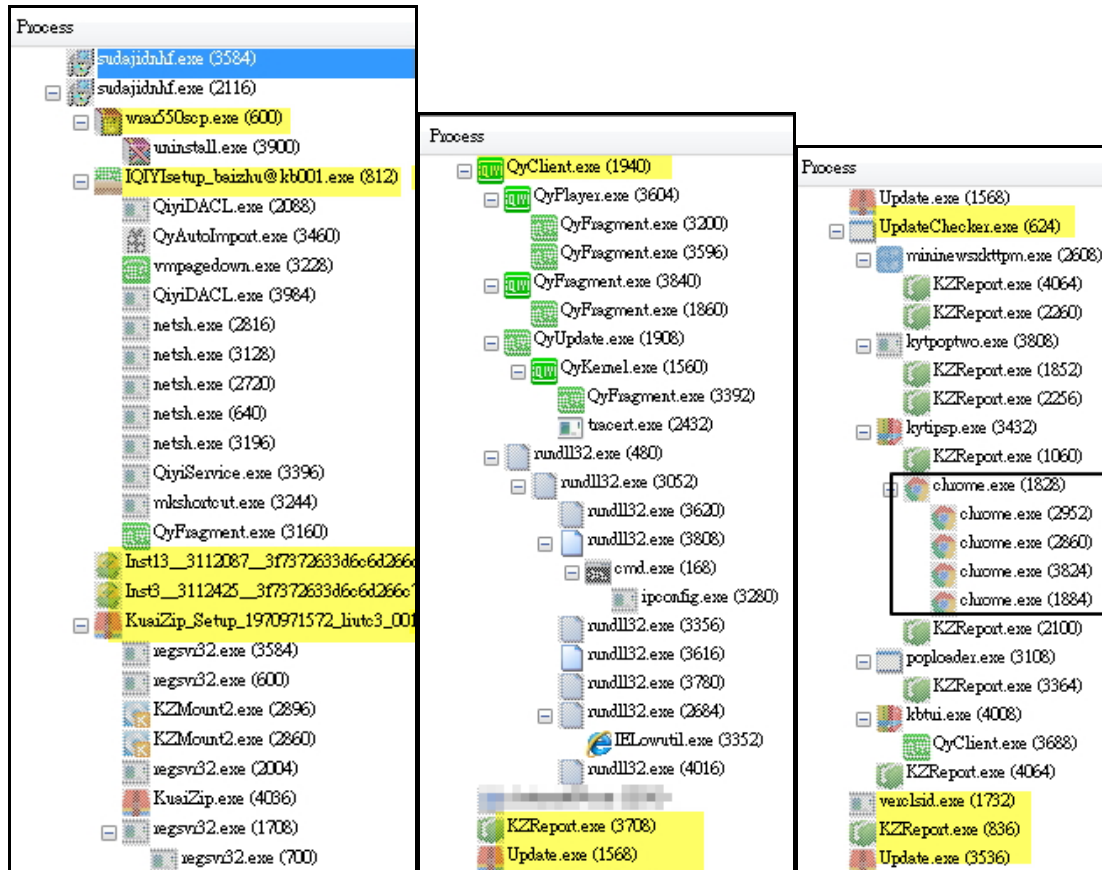 Process
sudajidnhf.exe (3584)
sudajidnhf.exe (2116)
wrar550scp.exe (600)
uninstall.exe (3900)
IQIYIsetup_baizhu@kb001.exe (812)
QiyiDACL.exe (2088)
QyAutoImport.exe (3460)
vmpagedown.exe (3228)
QiyiDACL.exe (3984)
netsh.exe (2816)
netsh.exe (3128)
netsh.exe (2720)
netsh.exe (640)
netsh.exe (3196)
QiyiService.exe (3396)
mkshortcut.exe (3244)
QyFragment.exe (3160)
Inst13__3112087__3f7372633d6c6d266
Inst3__3112425__3f7372633d6c6d266c
KuaiZip_Setup_1970971572_liutc3_001
regsvr32.exe (3584)
regsvr32.exe (600)
KZMount2.exe (2896)
KZMount2.exe (2860)
regsvr32.exe (2004)
KuaiZip.exe (4036)
regsvr32.exe (1708)
regsvr32.exe (700)
Process
QyClient.exe (1940)
QyPlayer.exe (3604)
QyFragment.exe (3200)
QyFragment.exe (3596)
QyFragment.exe (3840)
QyFragment.exe (1860)
QyUpdate.exe (1908)
QyKernel.exe (1560)
QyFragment.exe (3392)
tracert.exe (2432)
rundll32.exe (480)
rundll32.exe (3052)
rundll32.exe (3620)
rundll32.exe (3808)
cmd.exe (168)
ipconfig.exe (3280)
rundll32.exe (3356)
rundll32.exe (3616)
rundll32.exe (3780)
rundll32.exe (2684)
IELowutil.exe (3352)
rundll32.exe (4016)
KZReport.exe (3708)
Update.exe (1568)
Process
Update.exe (1568)
UpdateChecker.exe (624)
mininewsxkttpm.exe (2608)
KZReport.exe (4064)
KZReport.exe (2260)
kytpoptwo.exe (3808)
KZReport.exe (1852)
KZReport.exe (2256)
kytipsp.exe (3432)
KZReport.exe (1060)
chrome.exe (1828)
chrome.exe (2952)
chrome.exe (2860)
chrome.exe (3824)
chrome.exe (1884)
KZReport.exe (2100)
poploader.exe (3108)
KZReport.exe (3364)
kbtui.exe (4008)
QyClient.exe (3688)
KZReport.exe (4064)
verclsid.exe (1732)
KZReport.exe (836)
Update.exe (3536)